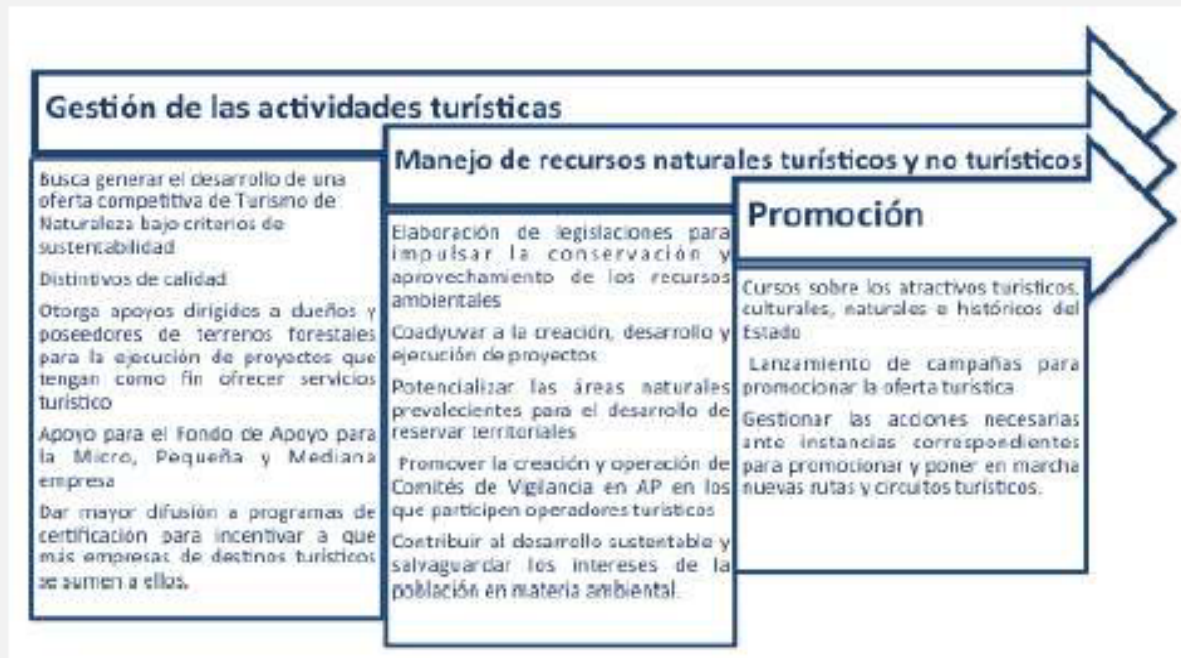 Gestión de las actividades turísticas
Busca generar el desarrollo de una
oferta competitiva de Turismo de
Naturaleza bajo criterios de
sustentabilidad
Distintivos de calidad
Otorga apoyos dirigidos a dueños y
poseedores de terrenos forestales
para la ejecución de proyectos que
tengan como fin ofrecer servicios
turístico
Apoyo para el Fondo de Apoyo para
la Micro, Pequeña y Mediana
empresa
Dar mayor difusión a programas de
certificación para incentivar a que
más empresas de destinos turísticos
se sumen a ellos.
Manejo de recursos naturales turísticos y no turísticos
Elaboración de legislaciones para
impulsar la conservación y
aprovechamiento de los recursos
ambientales
Coadyuvar a la creación, desarrollo y
ejecución de proyectos
Potencializar las áreas naturales
prevalecientes para el desarrollo de
reservar territoriales
Promover la creación y operación de
Comités de Vigilancia en AP en los
que participen operadores turísticos
Contribuir al desarrollo sustentable y
salvaguardar los intereses de la
población en materia ambiental.
Promoción
Cursos sobre los atractivos turísticos,
culturales, naturales e históricos del
Estado
Lanzamiento de campañas para
promocionar la oferta turística
Gestionar las acciones necesarias
ante instancias correspondientes
para promocionar y poner en marcha
nuevas rutas y circuitos turísticos.